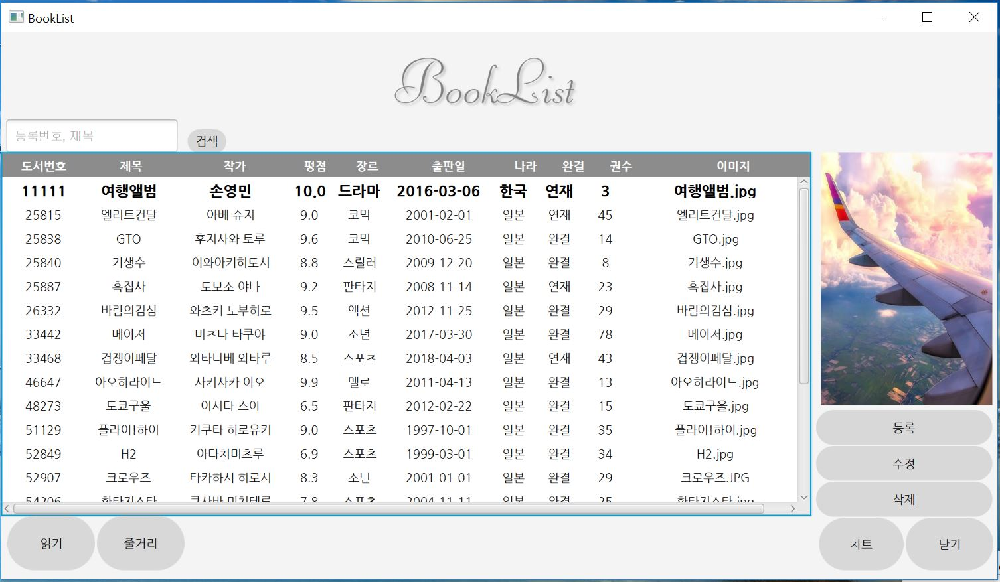 BookList
BookList
등록번호, 제목 검색
도서번호 제목 작가 평점 장르 출판일 나라 완결 권수 이미지
11111 여행앨범 손영민 10.0 드라마 2016-03-06 한국 연재 3 여행앨범.jpg
25815 엘리트건달 아베 슈지 9.0 코믹 2001-02-01 일본 연재 45 엘리트건달.jpg
25838 GTO 후지사와 토루 9.6 코믹 2010-06-25 일본 완결 14 GTO.jpg
25840 기생수 이와아키히토시 8.8 스릴러 2009-12-20 일본 완결 8 기생수.jpg
25887 흑집사 토보소 야나 9.2 판타지 2008-11-14 일본 연재 23 흑집사.jpg
26332 바람의검심 와츠키 노부히로 9.5 액션 2012-11-25 일본 완결 29 바람의검심.jpg
33442 메이저 미츠다 타쿠야 9.0 소년 2017-03-30 일본 완결 78 메이저.jpg
33468 겁쟁이페달 와타나베 와타루 8.5 스포츠 2018-04-03 일본 연재 43 겁쟁이페달.jpg
46647 아오하라이드 사키사카 이오 9.9 멜로 2011-04-13 일본 완결 13 아오하라이드.jpg
48273 도쿄구울 이시다 스이 6.5 판타지 2012-02-22 일본 완결 15 도쿄구울.jpg
51129 플라이!하이 키쿠타 히로유키 9.0 스포츠 1997-10-01 일본 완결 35 플라이!하이.jpg
52849 H2 아다치미츠루 6.9 스포츠 1999-03-01 일본 완결 34 H2.jpg
52907 크로우즈 타카하시 히로시 8.3 소년 2001-01-01 일본 완결 29 크로우즈.JPG
등록
수정
삭제
읽기 줄거리 차트 닫기